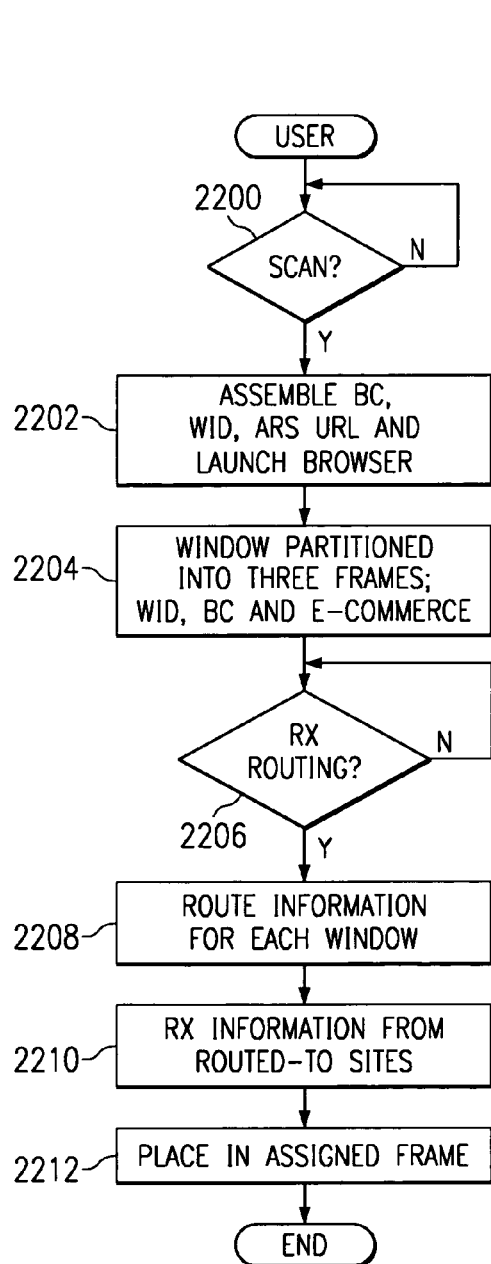 USER
2200
SCAN?
N
Y
2202
ASSEMBLE BC,
WID, ARS URL AND
LAUNCH BROWSER
2204
WINDOW PARTITIONED
INTO THREE FRAMES;
WID, BC AND E-COMMERCE
RX
ROUTING?
N
2206
Y
2208
ROUTE INFORMATION
FOR EACH WINDOW
2210
RX INFORMATION FROM
ROUTED-TO SITES
2212
PLACE IN ASSIGNED FRAME
END